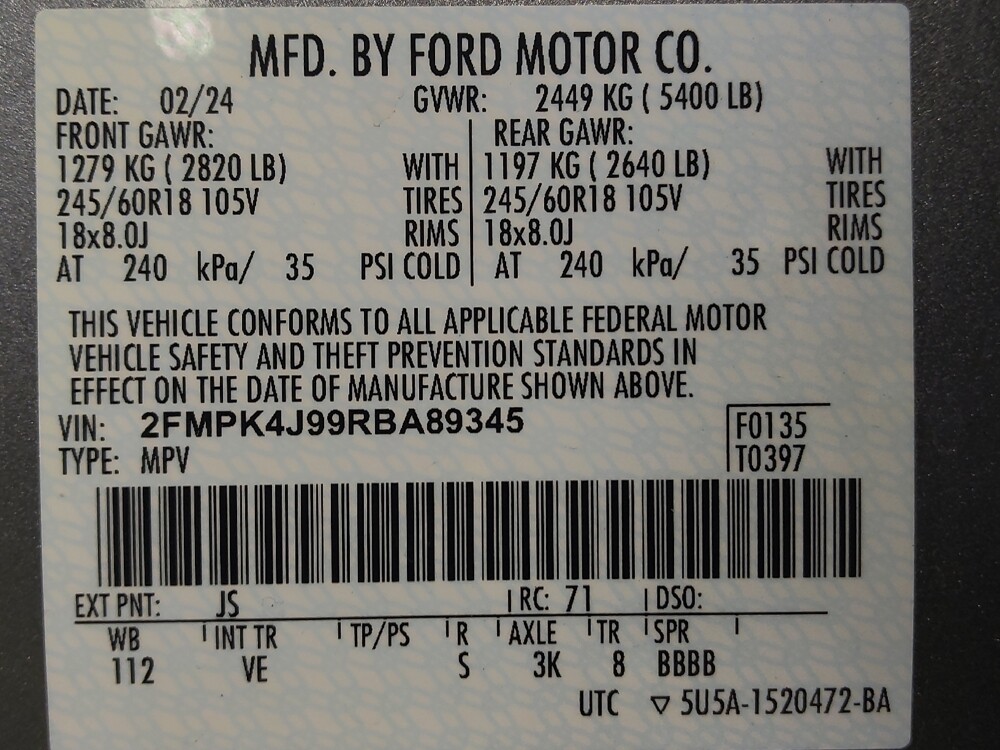 MFD. BY FORD MOTOR CO.
DATE: 02/24 GVWR: 2449 KG ( 5400 LB)
FRONT GAWR: REAR GAWR:
1279 KG ( 2820 LB) WITH 1197 KG ( 2640 LB) WITH
245/60R18 105V TIRES 245/60R18 105V TIRES
18x8.0J RIMS 18x8.0J RIMS
AT 240 kPa/ 35 PSI COLD AT 240 kPa/ 35 PSI COLD
THIS VEHICLE CONFORMS TO ALL APPLICABLE FEDERAL MOTOR
VEHICLE SAFETY AND THEFT PREVENTION STANDARDS IN
EFFECT ON THE DATE OF MANUFACTURE SHOWN ABOVE.
VIN: 2FMPK4J99RBA89345 F0135
TYPE: MPV T0397
EXT PNT: JS RC: 71 DSO:
WB INT TR TP/PS R AXLE TR SPR
112 VE S 3K 8 BBBB
UTC ▽ 5U5A-1520472-BA